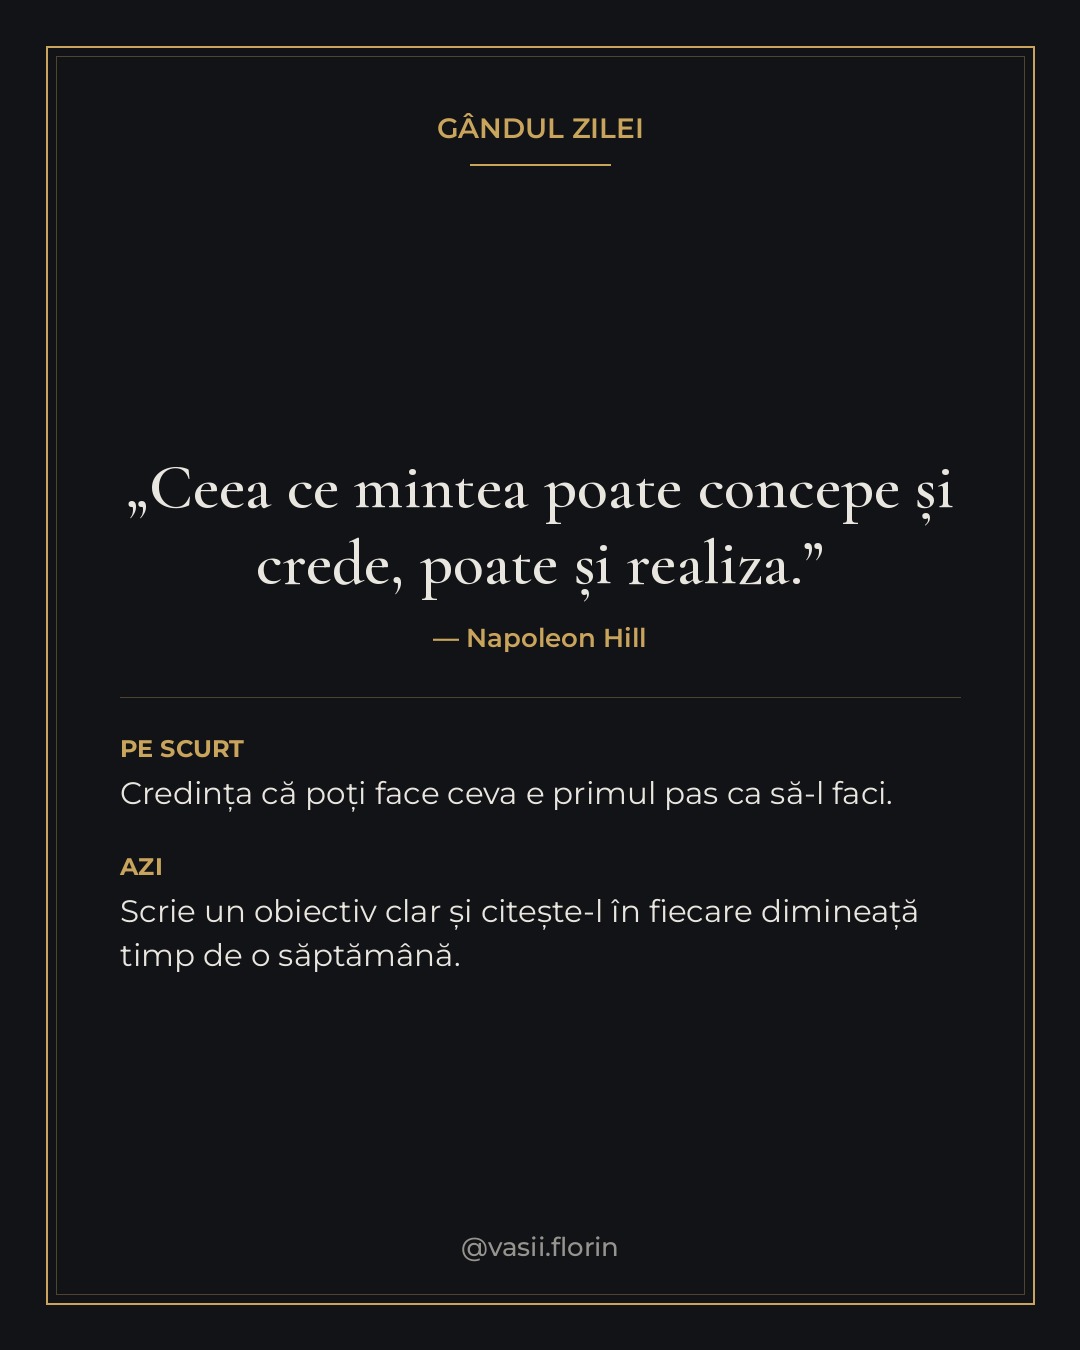 GÂNDUL ZILEI
„Ceea ce mintea poate concepe și
crede, poate și realiza.”
— Napoleon Hill
PE SCURT
Credința că poți face ceva e primul pas ca să-l faci.
AZI
Scrie un obiectiv clar și citește-l în fiecare dimineață
timp de o săptămână.
@vasii.florin